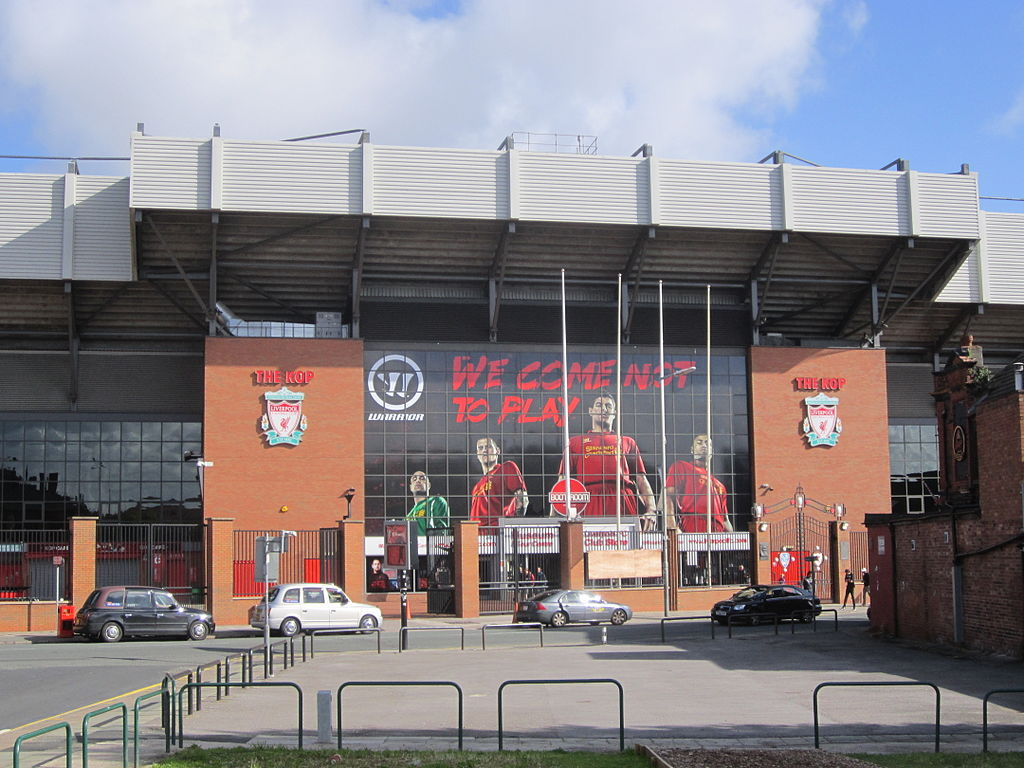 THE KOP
LIVERPOOL
WARRIOR
WE COME NOT
TO PLAY
BOOT ROOM
THE KOP
LIVERPOOL